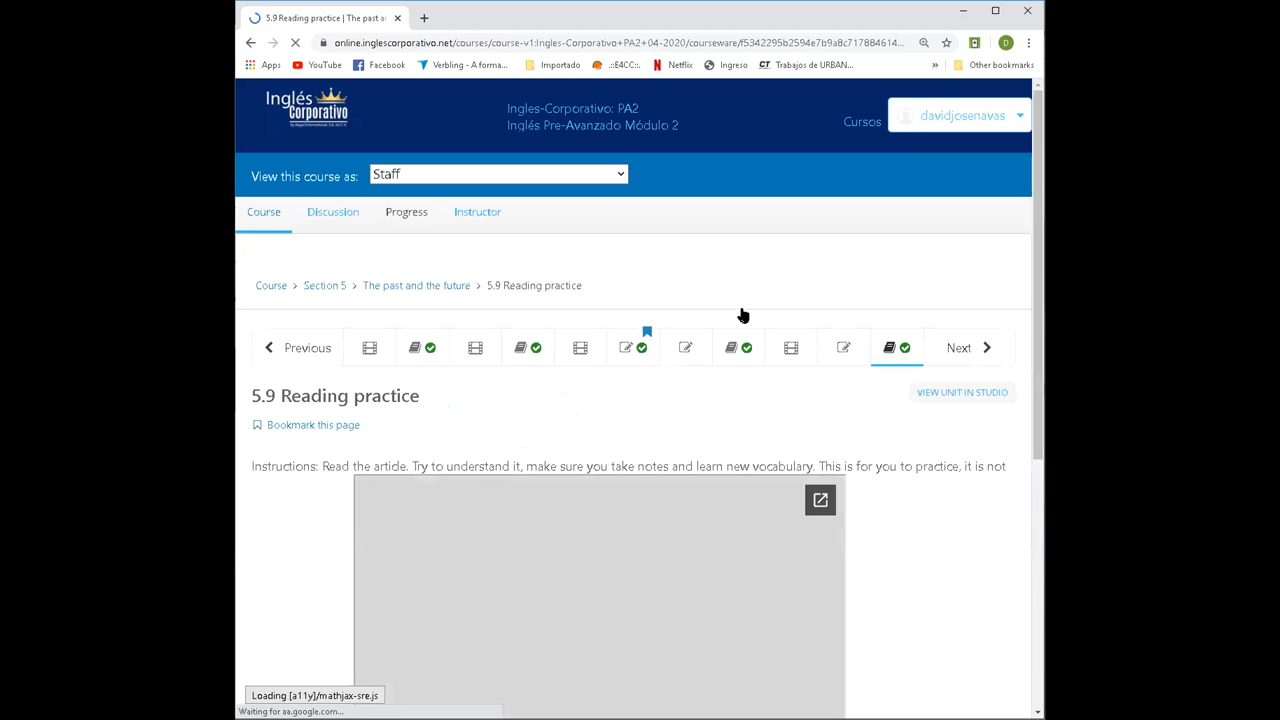 5.9 Reading practice | The past a
online.inglescorporativo.net/courses/course-v1:Ingles-Corporativo+PA2+04-2020/courseware/f5342295b2594e7b9a8c717884614...
D
Apps YouTube Facebook Verbling - A forma... Importado .::E4CC::. Netflix Ingreso CT Trabajos de URBAN... » Other bookmarks
Inglés
Corporativo
Ingles-Corporativo: PA2
Inglés Pre-Avanzado Módulo 2
Cursos
davidjosenavas
View this course as:
Staff
Course Discussion Progress Instructor
Course > Section 5 > The past and the future > 5.9 Reading practice
Previous
Next
5.9 Reading practice
VIEW UNIT IN STUDIO
Bookmark this page
Instructions: Read the article. Try to understand it, make sure you take notes and learn new vocabulary. This is for you to practice, it is not
Loading [a11y]/mathjax-sre.js
Waiting for aa.google.com...